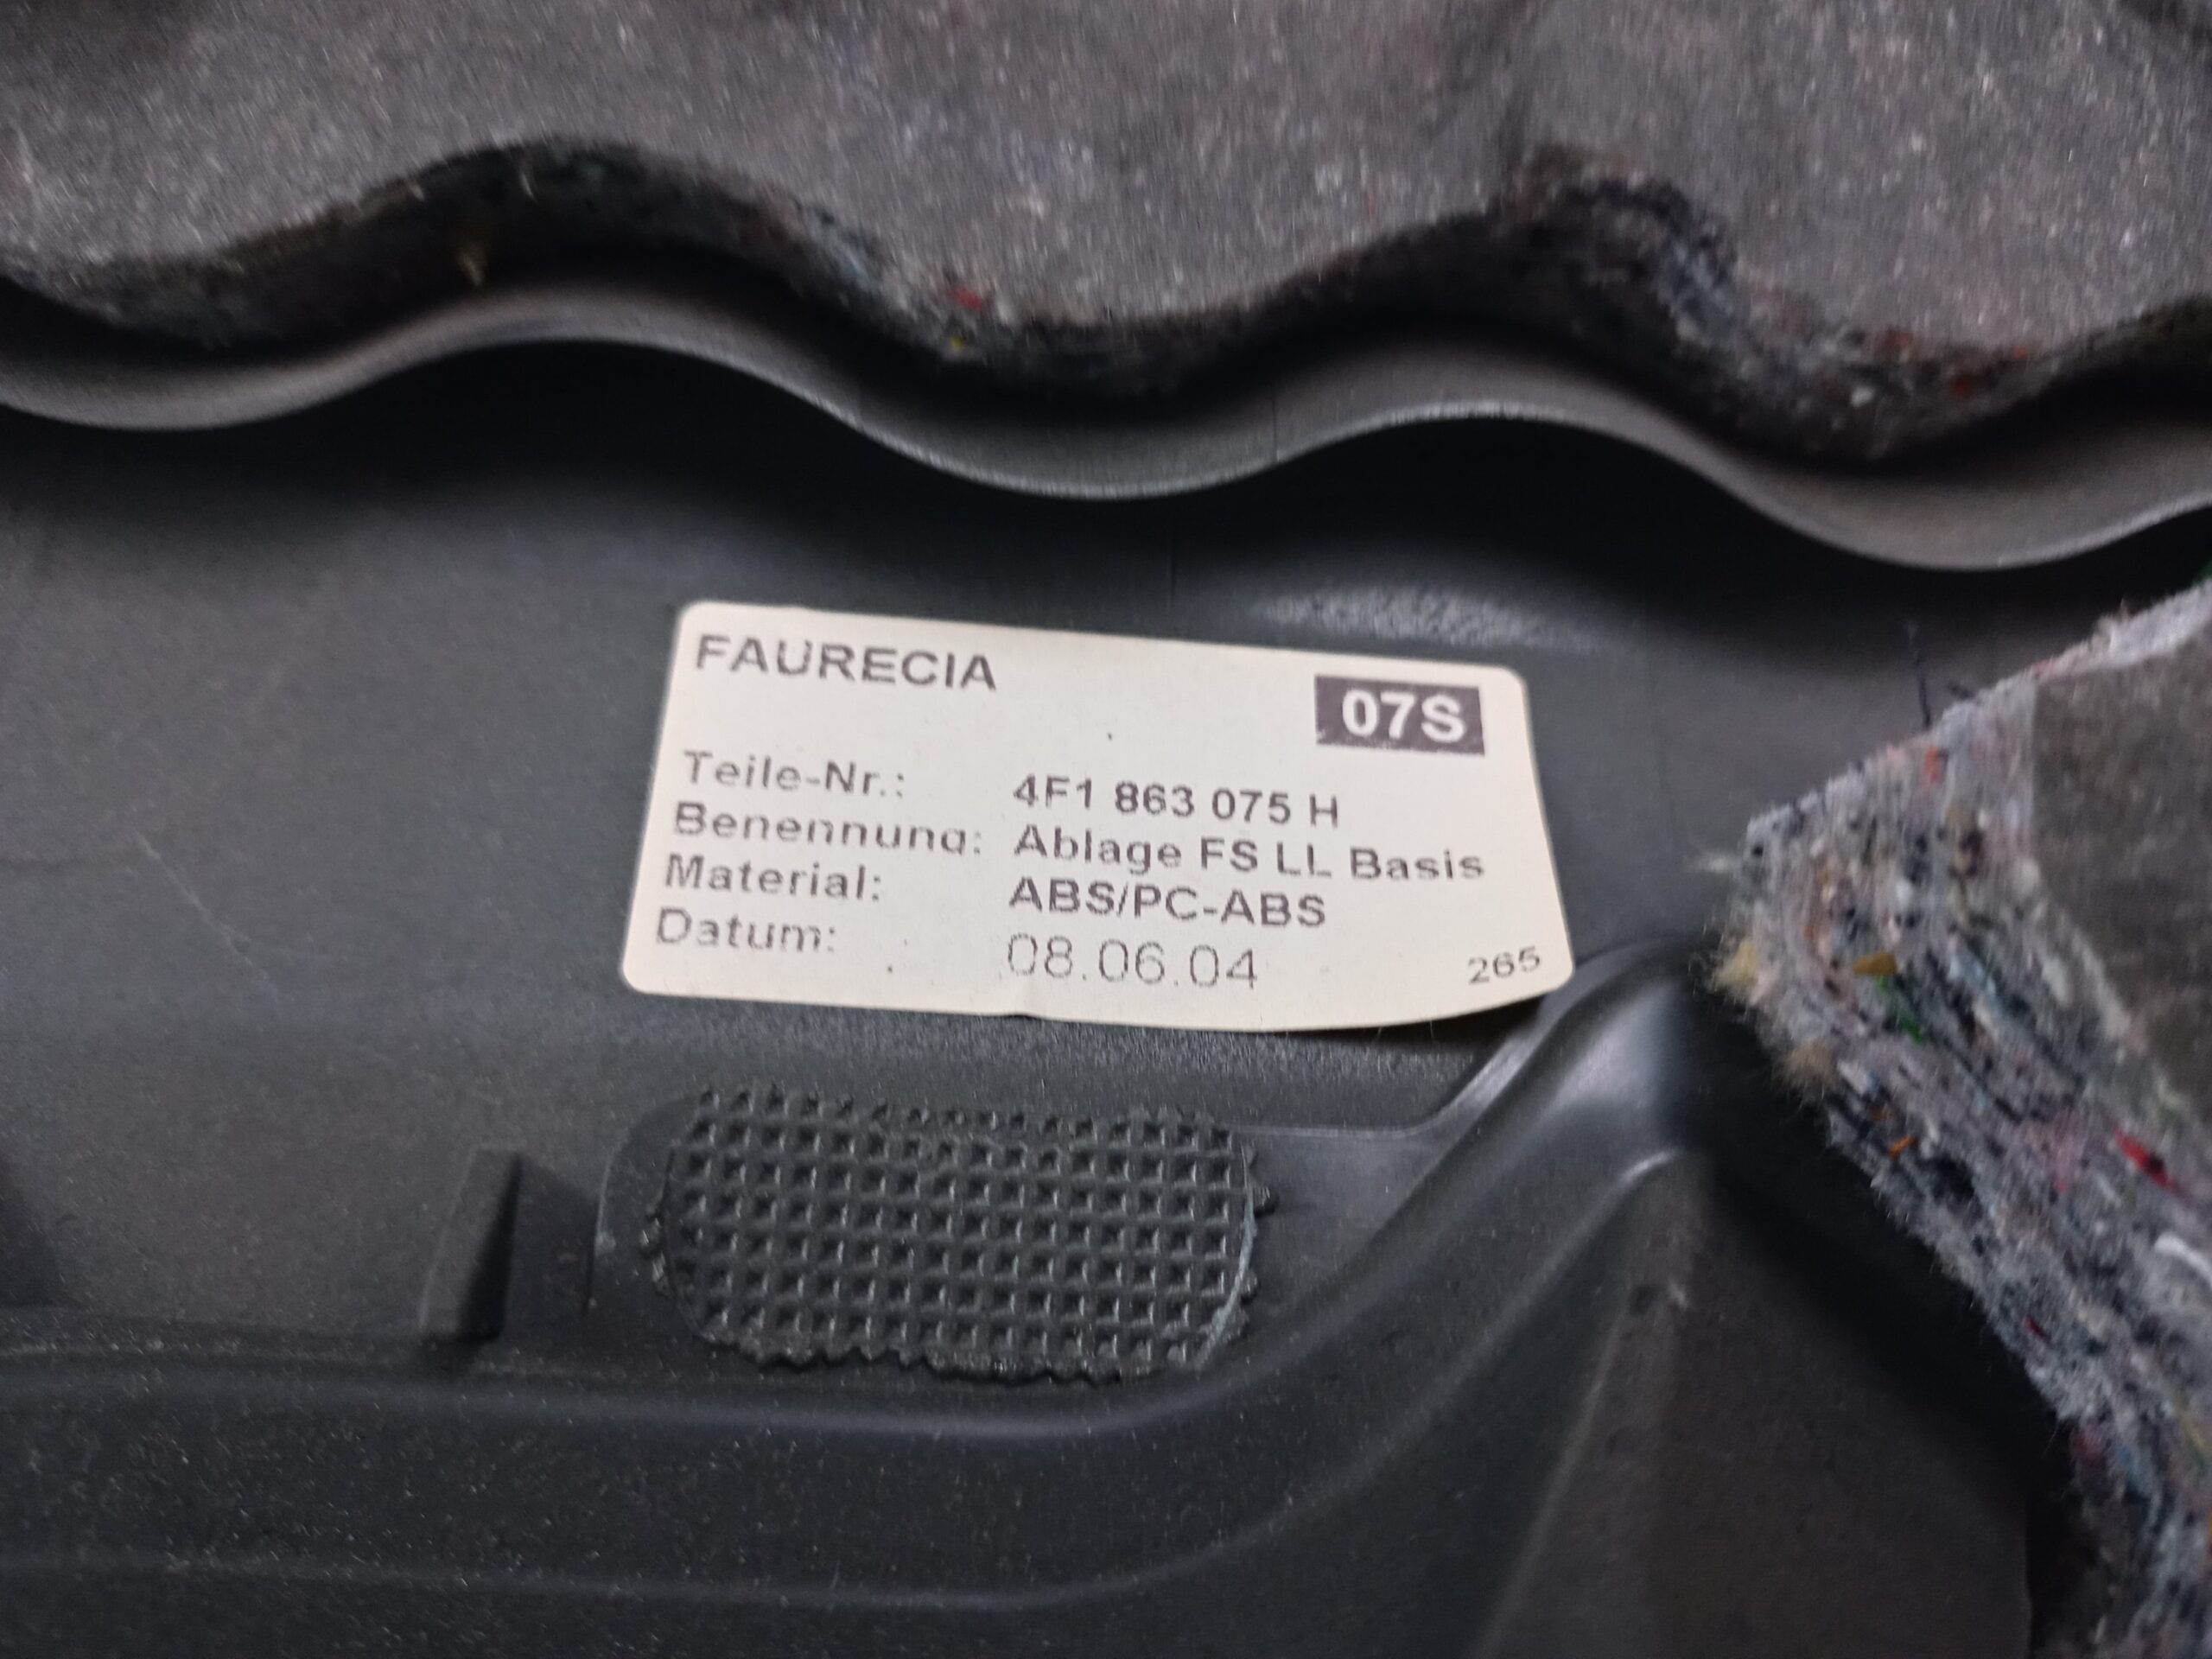 FAURECIA
07S
Teile-Nr.: 4F1 863 075 H
Benennung: Ablage FS LL Basis
Material: ABS/PC-ABS
Datum: 08.06.04
265